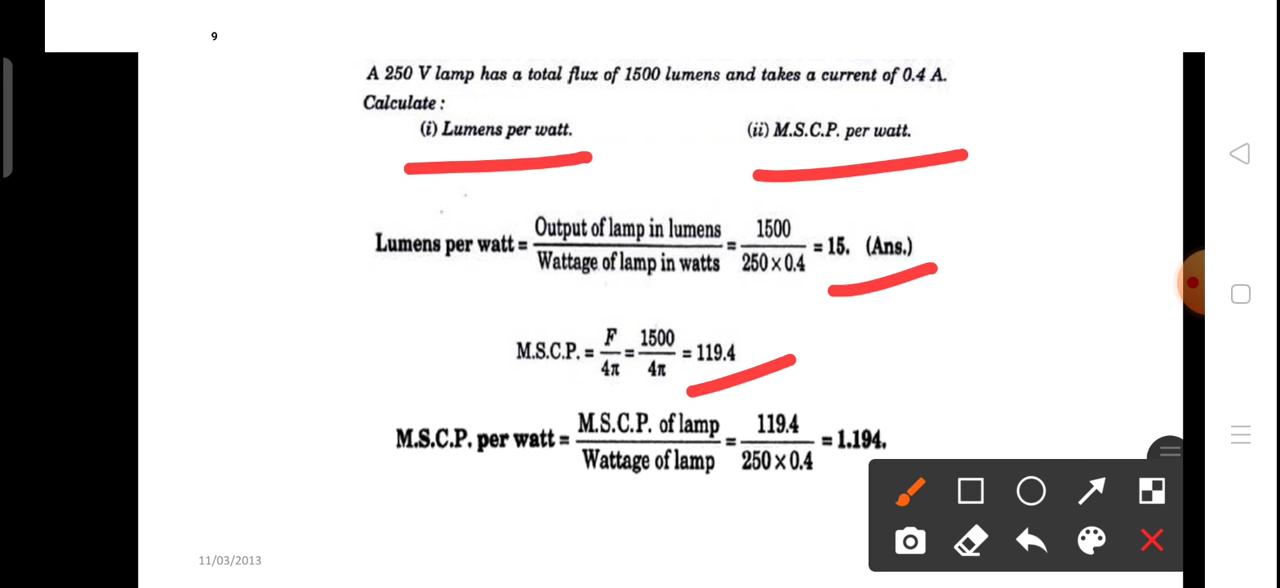 9
A 250 V lamp has a total flux of 1500 lumens and takes a current of 0.4 A.
Calculate :
(i) Lumens per watt. (ii) M.S.C.P. per watt.
Lumens per watt = Output of lamp in lumens / Wattage of lamp in watts = 1500 / 250 × 0.4 = 15. (Ans.)
M.S.C.P. = F / 4π = 1500 / 4π = 119.4
M.S.C.P. per watt = M.S.C.P. of lamp / Wattage of lamp = 119.4 / 250 × 0.4 = 1.194.
11/03/2013